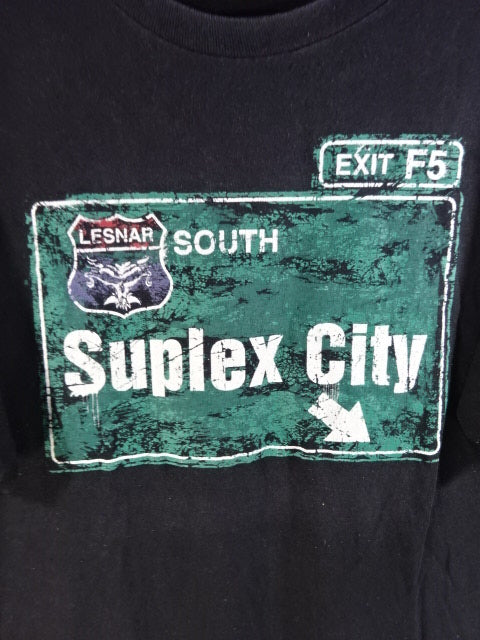 EXIT F5
LESNAR
SOUTH
Suplex City